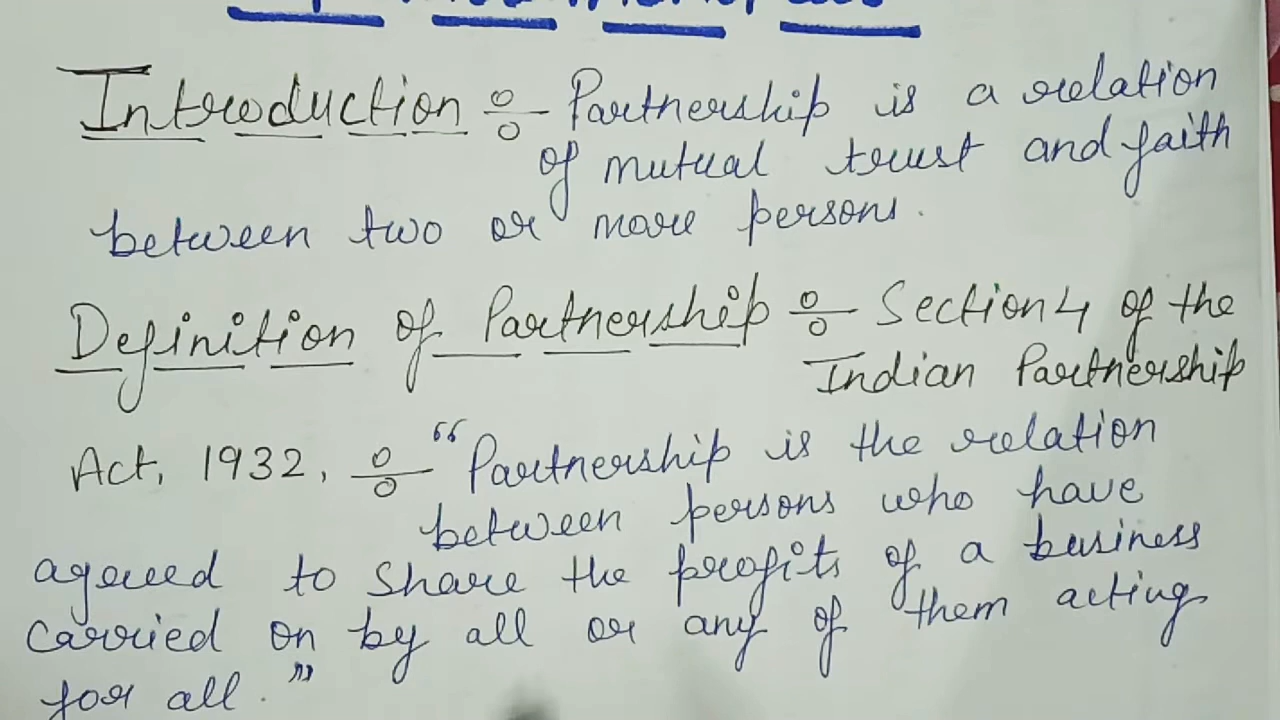 Introduction :- Partnership is a relation
of mutual trust and faith
between two or more persons.
Definition of Partnership :- Section 4 of the
Indian Partnership
Act, 1932, :- “Partnership is the relation
between persons who have
agreed to share the profits of a business
carried on by all or any of them acting
for all.”